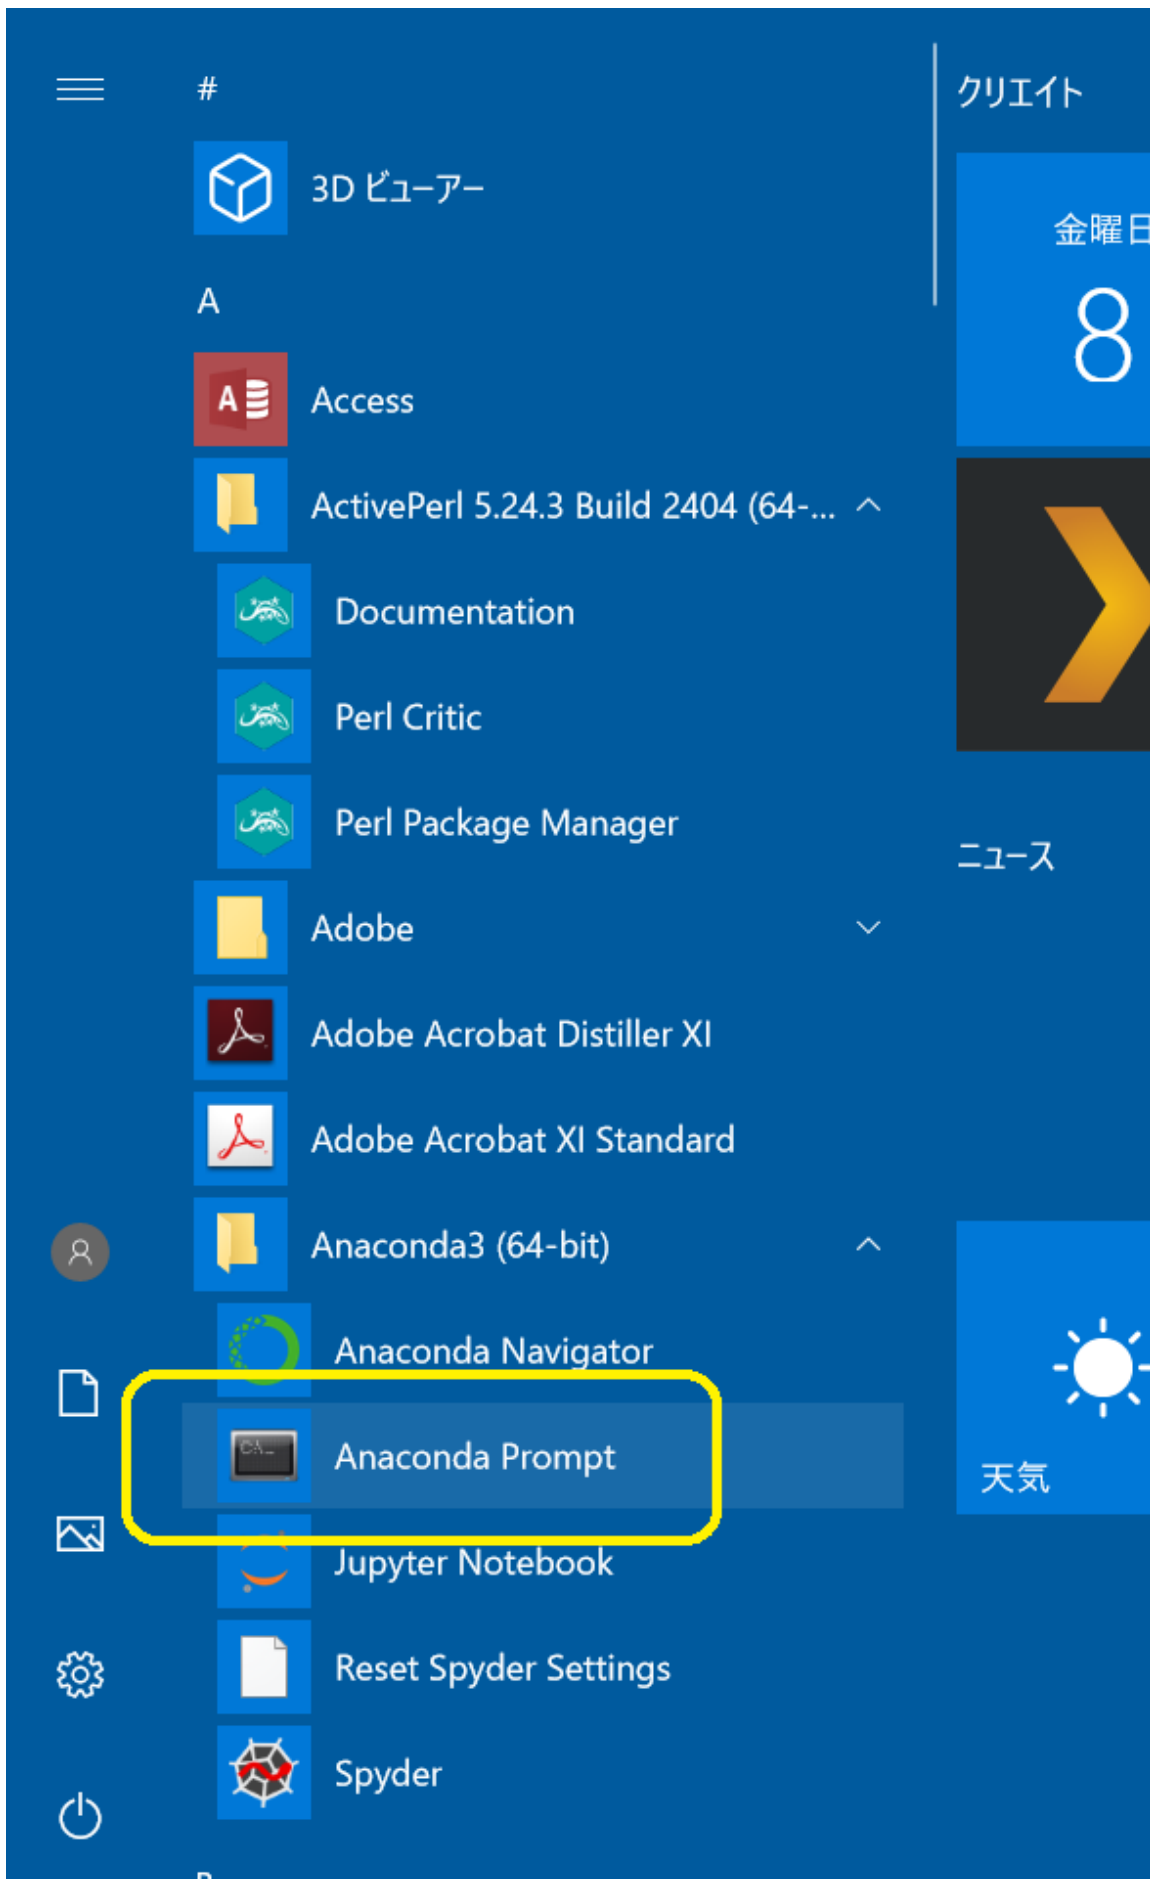 #
3D ビューアー
A
Access
ActivePerl 5.24.3 Build 2404 (64-...
Documentation
Perl Critic
Perl Package Manager
Adobe
Adobe Acrobat Distiller XI
Adobe Acrobat XI Standard
Anaconda3 (64-bit)
Anaconda Navigator
Anaconda Prompt
Jupyter Notebook
Reset Spyder Settings
Spyder
クリエイト
金曜日
8
ニュース
天気